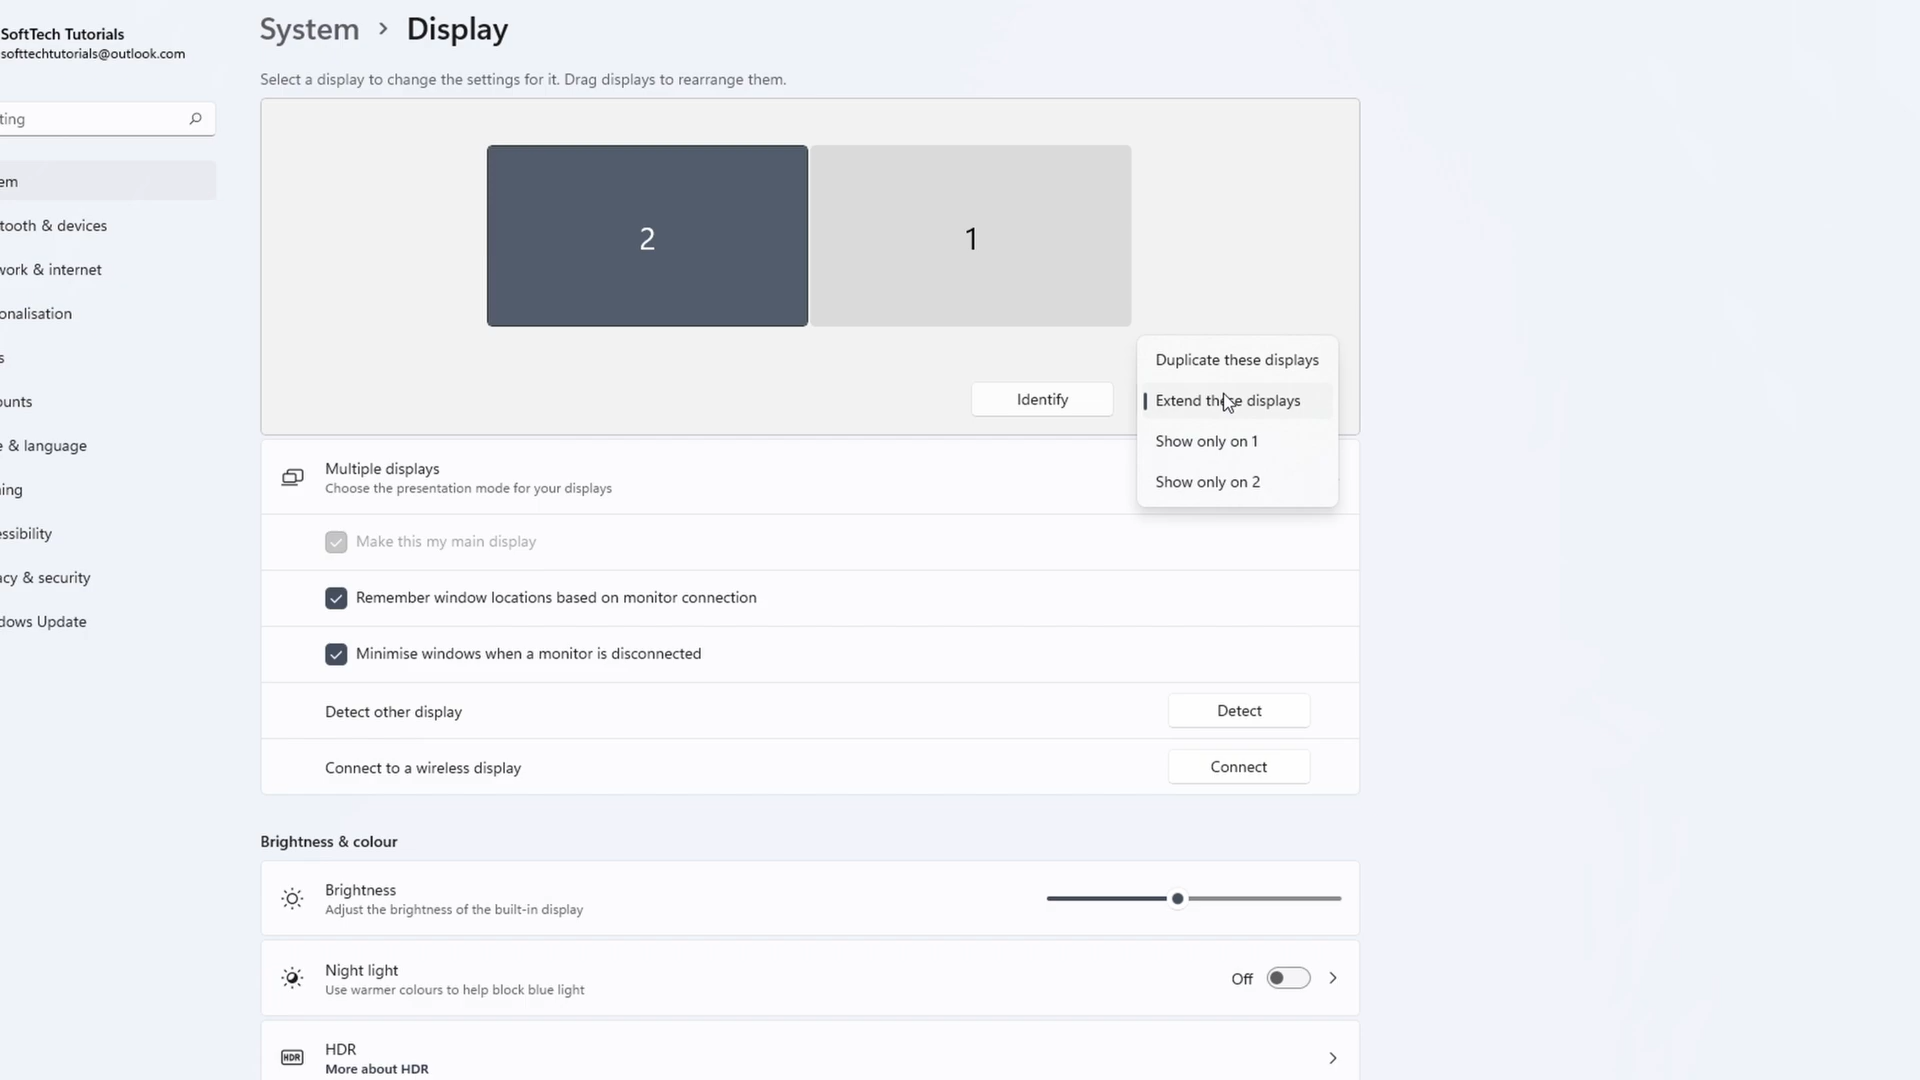 SoftTech Tutorials
softtechtutorials@outlook.com
ting
em
tooth & devices
work & internet
onalisation
s
ounts
e & language
ing
ssibility
acy & security
dows Update
System > Display
Select a display to change the settings for it. Drag displays to rearrange them.
2
1
Identify
Duplicate these displays
Extend these displays
Show only on 1
Show only on 2
Multiple displays
Choose the presentation mode for your displays
Make this my main display
Remember window locations based on monitor connection
Minimise windows when a monitor is disconnected
Detect other display
Detect
Connect to a wireless display
Connect
Brightness & colour
Brightness
Adjust the brightness of the built-in display
Night light
Use warmer colours to help block blue light
Off
HDR
HDR
More about HDR